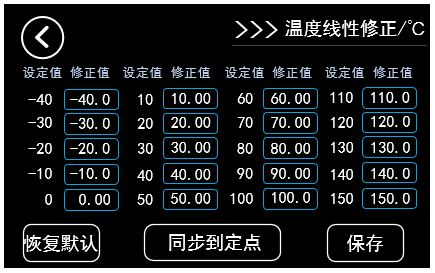 >>> 温度线性修正/℃
设定值 修正值 设定值 修正值 设定值 修正值 设定值 修正值
-40 -40.0 10 10.00 60 60.00 110 110.0
-30 -30.0 20 20.00 70 70.00 120 120.0
-20 -20.0 30 30.00 80 80.00 130 130.0
-10 -10.0 40 40.00 90 90.00 140 140.0
0 0.00 50 50.00 100 100.0 150 150.0
恢复默认 同步到定点 保存